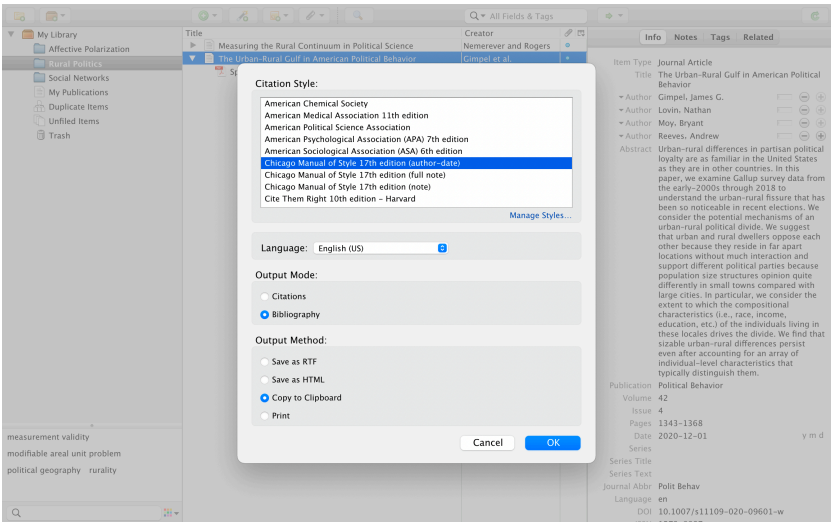 All Fields & Tags
My Library
Affective Polarization
Rural Politics
Social Networks
My Publications
Duplicate Items
Unfiled Items
Trash
measurement validity
modifiable areal unit problem
political geography rurality
Title Creator
Measuring the Rural Continuum in Political Science Nemerever and Rogers
The Urban-Rural Gulf in American Political Behavior Gimpel et al.
Sp
Citation Style:
American Chemical Society
American Medical Association 11th edition
American Political Science Association
American Psychological Association (APA) 7th edition
American Sociological Association (ASA) 6th edition
Chicago Manual of Style 17th edition (author-date)
Chicago Manual of Style 17th edition (full note)
Chicago Manual of Style 17th edition (note)
Cite Them Right 10th edition - Harvard
Manage Styles...
Language: English (US)
Output Mode:
Citations
Bibliography
Output Method:
Save as RTF
Save as HTML
Copy to Clipboard
Print
Cancel OK
Info Notes Tags Related
Item Type Journal Article
Title The Urban-Rural Gulf in American Political
Behavior
Author Gimpel, James G.
Author Lovin, Nathan
Author Moy, Bryant
Author Reeves, Andrew
Abstract Urban-rural differences in partisan political
loyalty are as familiar in the United States
as they are in other countries. In this
paper, we examine Gallup survey data from
the early-2000s through 2018 to
understand the urban-rural fissure that has
been so noticeable in recent elections. We
consider the potential mechanisms of an
urban-rural political divide. We suggest
that urban and rural dwellers oppose each
other because they reside in far apart
locations without much interaction and
support different political parties because
population size structures opinion quite
differently in small towns compared with
large cities. In particular, we consider the
extent to which the compositional
characteristics (i.e., race, income,
education, etc.) of the individuals living in
these locales drives the divide. We find that
sizable urban-rural differences persist
even after accounting for an array of
individual-level characteristics that
typically distinguish them.
Publication Political Behavior
Volume 42
Issue 4
Pages 1343-1368
Date 2020-12-01 y m d
Series
Series Title
Series Text
Journal Abbr Polit Behav
Language en
DOI 10.1007/s11109-020-09601-w